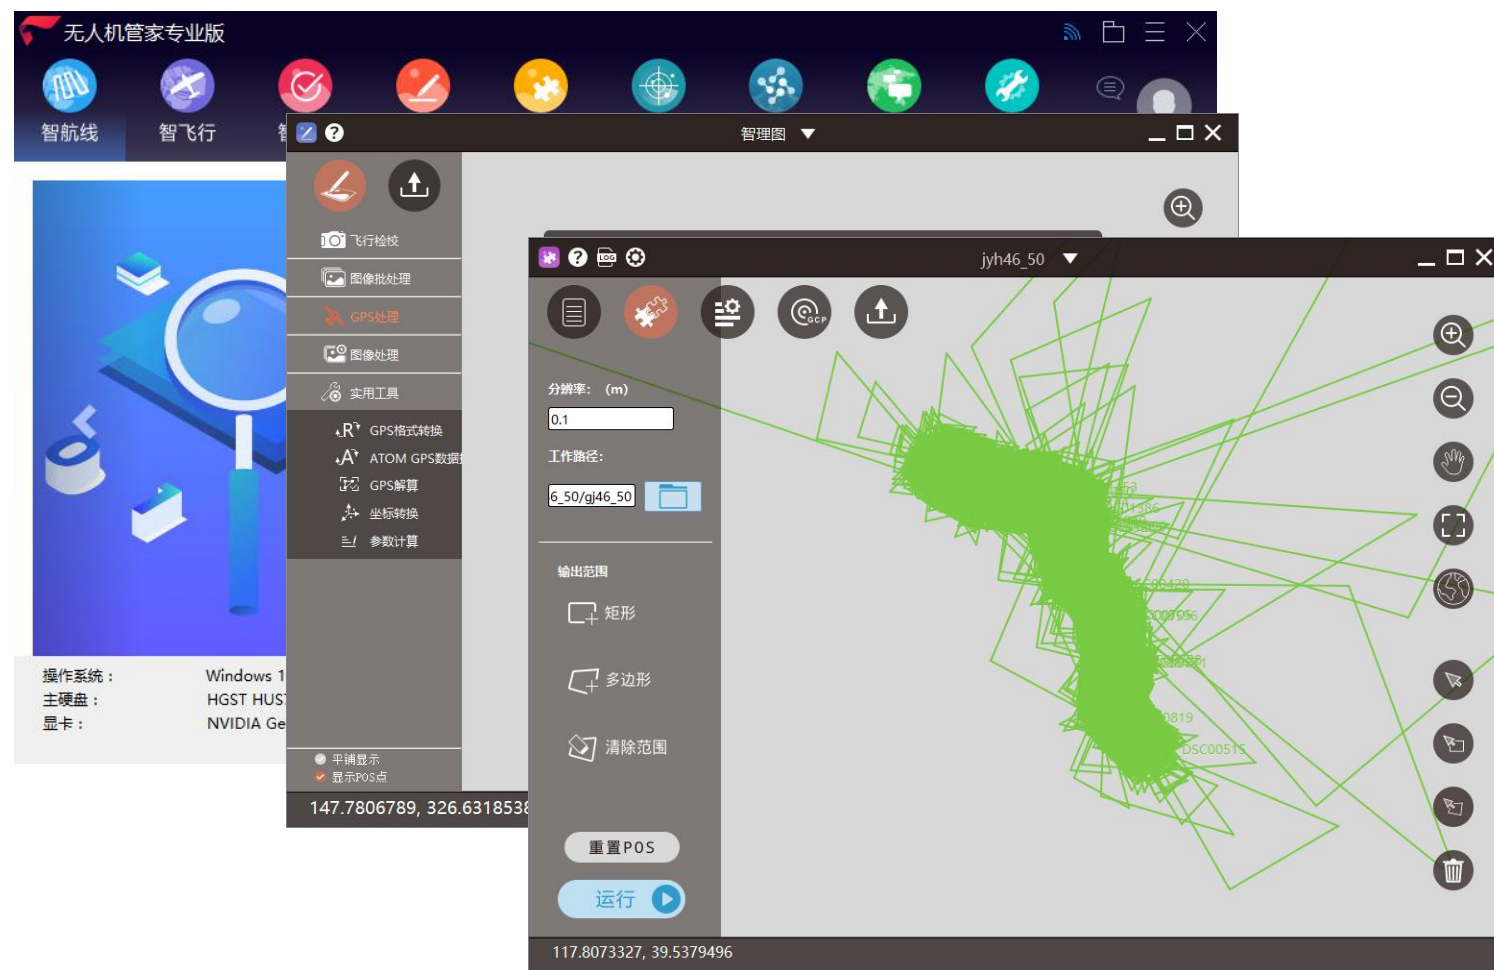 无人机管家专业版
智航线
智飞行
智理图
飞行检校
图像批处理
GPS处理
图像处理
实用工具
GPS格式转换
ATOM GPS数据
GPS解算
坐标转换
参数计算
平铺显示
显示POS点
147.7806789, 326.6318538
操作系统：
Windows 1
主硬盘：
HGST HUS7
显卡：
NVIDIA Ge
LOG
jyh46_50
GCP
分辨率： (m)
0.1
工作路径:
6_50/gj46_50
输出范围
矩形
多边形
清除范围
重置POS
运行
0819
DSC00515
117.8073327, 39.5379496